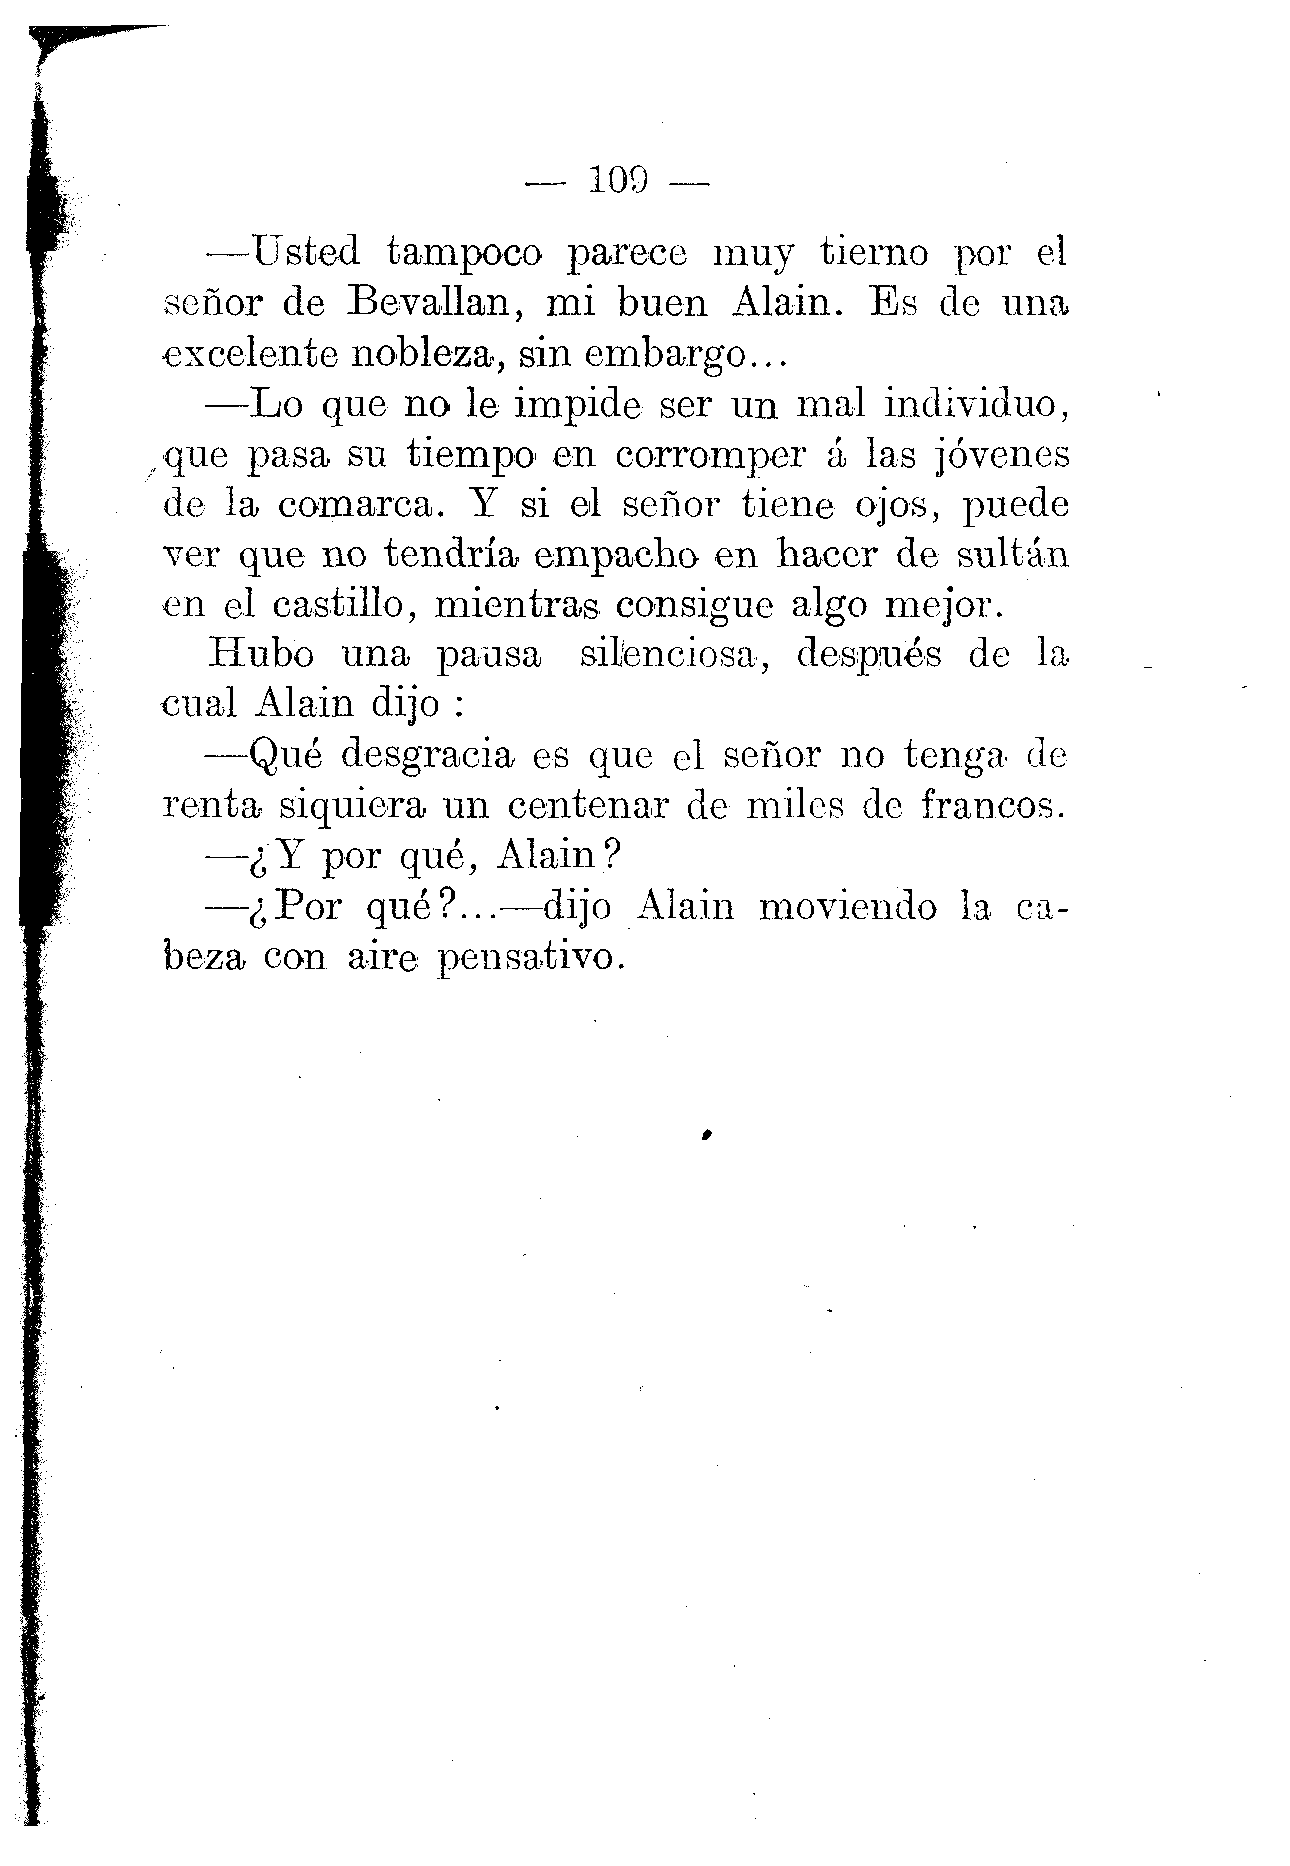 — 109 —
—Usted tampoco parece muy tierno por el
señor de Bevallan, mi buen Alain. Es de una
excelente nobleza, sin embargo...
—Lo que no le impide ser un mal individuo,
que pasa su tiempo en corromper á las jóvenes
de la comarca. Y si el señor tiene ojos, puede
ver que no tendría empacho en hacer de sultán
en el castillo, mientras consigue algo mejor.
Hubo una pausa silenciosa, después de la
cual Alain dijo :
—Qué desgracia es que el señor no tenga de
renta siquiera un centenar de miles de francos.
—¿Y por qué, Alain?
—¿Por qué?...—dijo Alain moviendo la ca-
beza con aire pensativo.